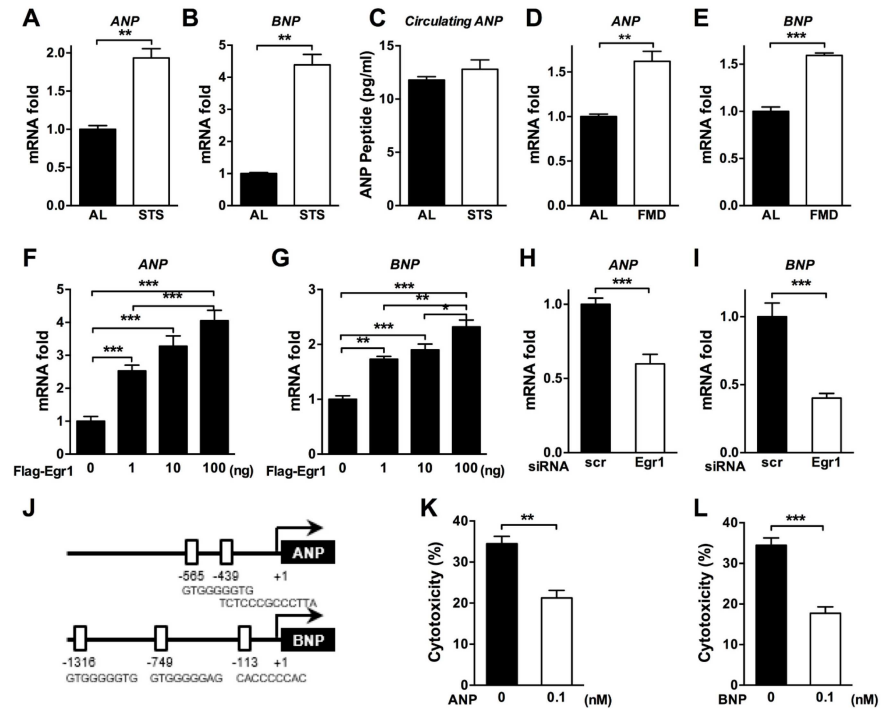 A
ANP
**
mRNA fold
2.0
1.5
1.0
0.5
0.0
AL STS
B
BNP
**
mRNA fold
6
5
4
3
2
1
0
AL STS
C
Circulating ANP
ANP Peptide (pg/ml)
15
10
5
0
AL STS
D
ANP
**
mRNA fold
1.5
1.0
0.5
0.0
AL FMD
E
BNP
***
mRNA fold
1.5
1.0
0.5
0.0
AL FMD
F
ANP
***
***
***
***
mRNA fold
5
4
3
2
1
0
Flag-Egr1 0 1 10 100 (ng)
G
BNP
***
**
*
***
**
mRNA fold
3
2
1
0
Flag-Egr1 0 1 10 100 (ng)
H
ANP
***
mRNA fold
1.0
0.5
0.0
siRNA scr Egr1
I
BNP
***
mRNA fold
1.0
0.5
0.0
siRNA scr Egr1
J
ANP
-565 -439 +1
GTGGGGGTG
TCTCCCGCCCTTA
BNP
-1316 -749 -113 +1
GTGGGGGTG GTGGGGGAG CACCCCCAC
K
**
Cytotoxicity (%)
40
30
20
10
0
ANP 0 0.1 (nM)
L
***
Cytotoxicity (%)
40
30
20
10
0
BNP 0 0.1 (nM)